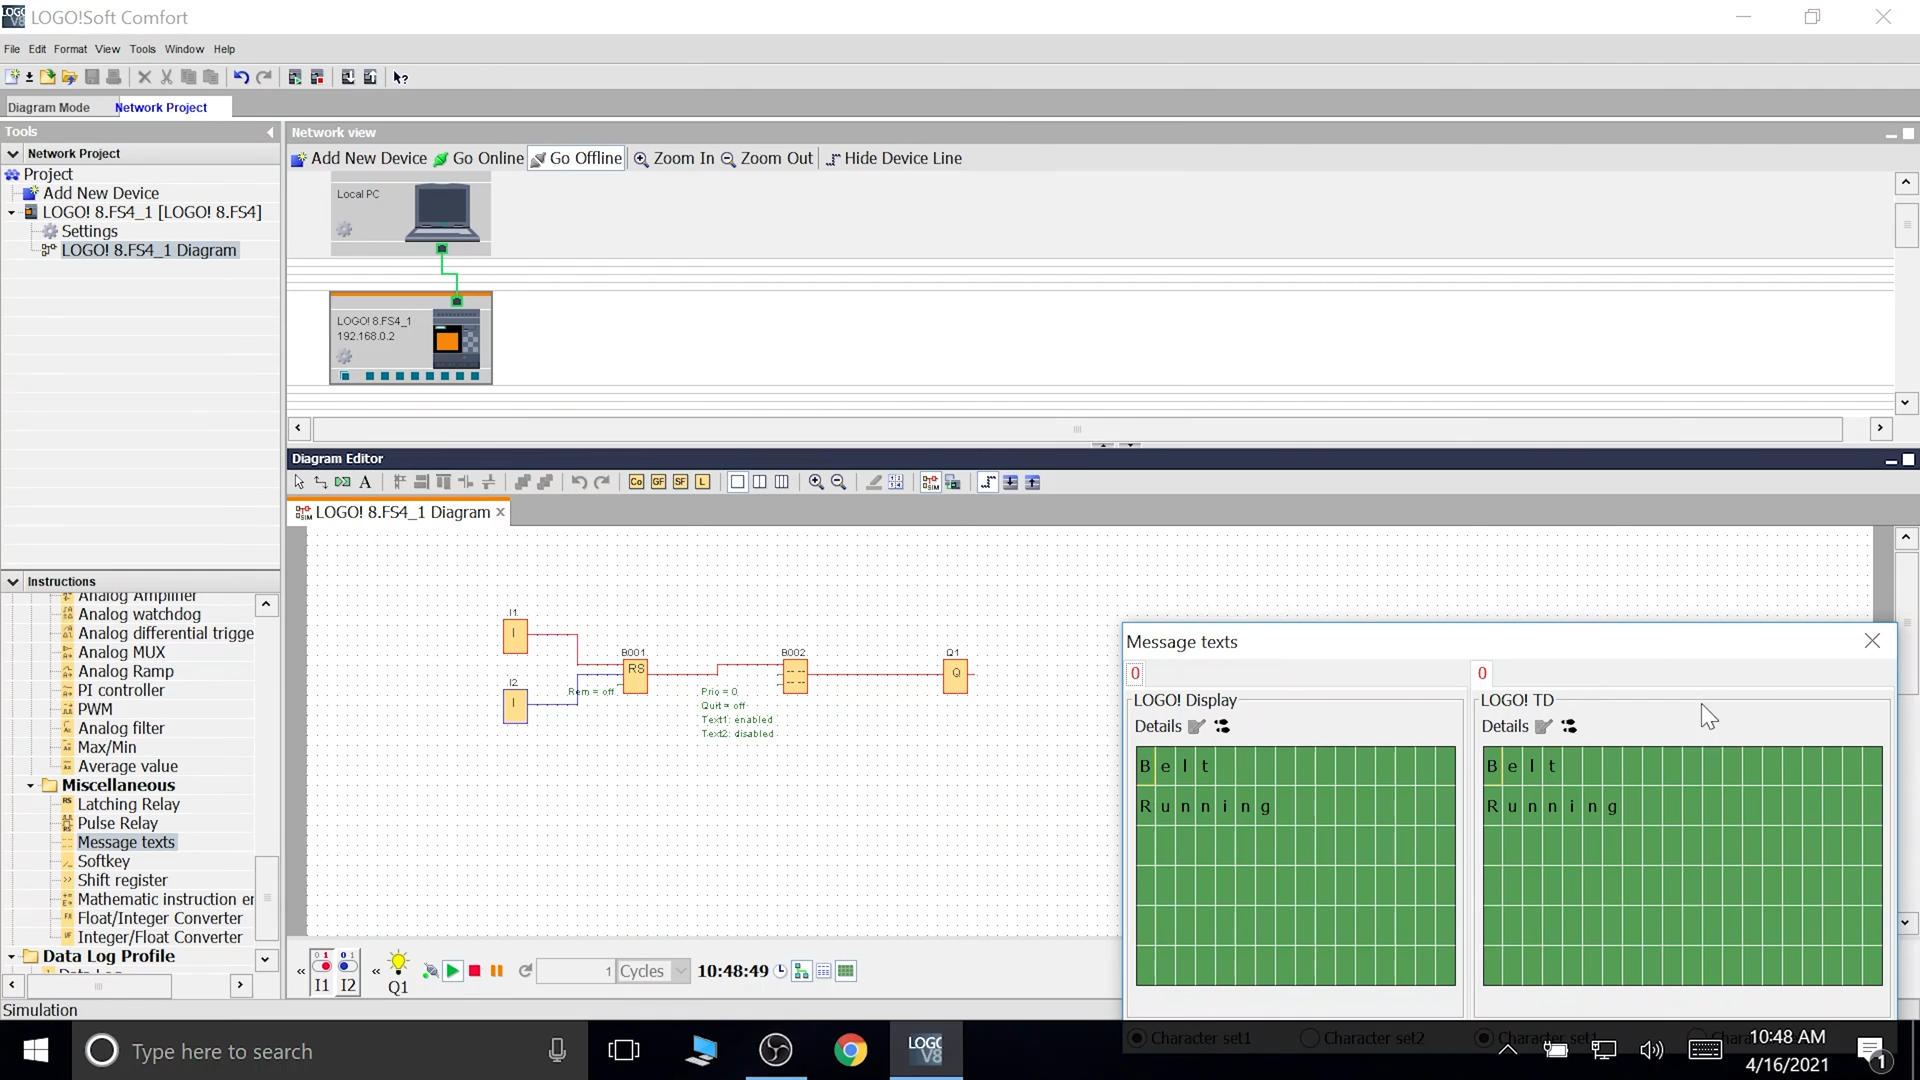 LOGO!Soft Comfort
File Edit Format View Tools Window Help
Diagram Mode Network Project
Tools
Network Project
Project
Add New Device
LOGO! 8.FS4_1 [LOGO! 8.FS4]
Settings
LOGO! 8.FS4_1 Diagram
Network view
Add New Device Go Online Go Offline Zoom In Zoom Out Hide Device Line
Local PC
LOGO! 8.FS4_1
192.168.0.2
Diagram Editor
A Co GF SF L
LOGO! 8.FS4_1 Diagram
Instructions
Analog Amplifier
Analog watchdog
Analog differential trigge
Analog MUX
Analog Ramp
PI controller
PWM
Analog filter
Max/Min
Average value
Miscellaneous
Latching Relay
Pulse Relay
Message texts
Softkey
Shift register
Mathematic instruction er
Float/Integer Converter
Integer/Float Converter
Data Log Profile
I1
I
I2
I
B001
RS
Rem = off
B002
Prio = 0
Quit = off
Text1: enabled
Text2: disabled
Q1
Q
Message texts
0 0
LOGO! Display
Details
Belt
Running
LOGO! TD
Details
Belt
Running
Character set1 Character set2 Character set1
I1 I2 Q1 1 Cycles 10:48:49
Simulation
Type here to search
LOGO V8
10:48 AM
4/16/2021
1